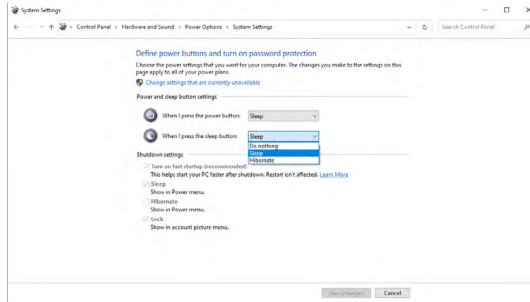 System Settings
Control Panel > Hardware and Sound > Power Options > System Settings
Search Control Panel
Define power buttons and turn on password protection
Choose the power settings that you want for your computer. The changes you make to the settings on this
page apply to all of your power plans.
Change settings that are currently unavailable
Power and sleep button settings
When I press the power button: Sleep
When I press the sleep button: Sleep
Do nothing
Sleep
Hibernate
Shutdown settings
Turn on fast startup (recommended)
This helps start your PC faster after shutdown. Restart isn't affected. Learn More
Sleep
Show in Power menu.
Hibernate
Show in Power menu.
Lock
Show in account picture menu.
Save changes Cancel